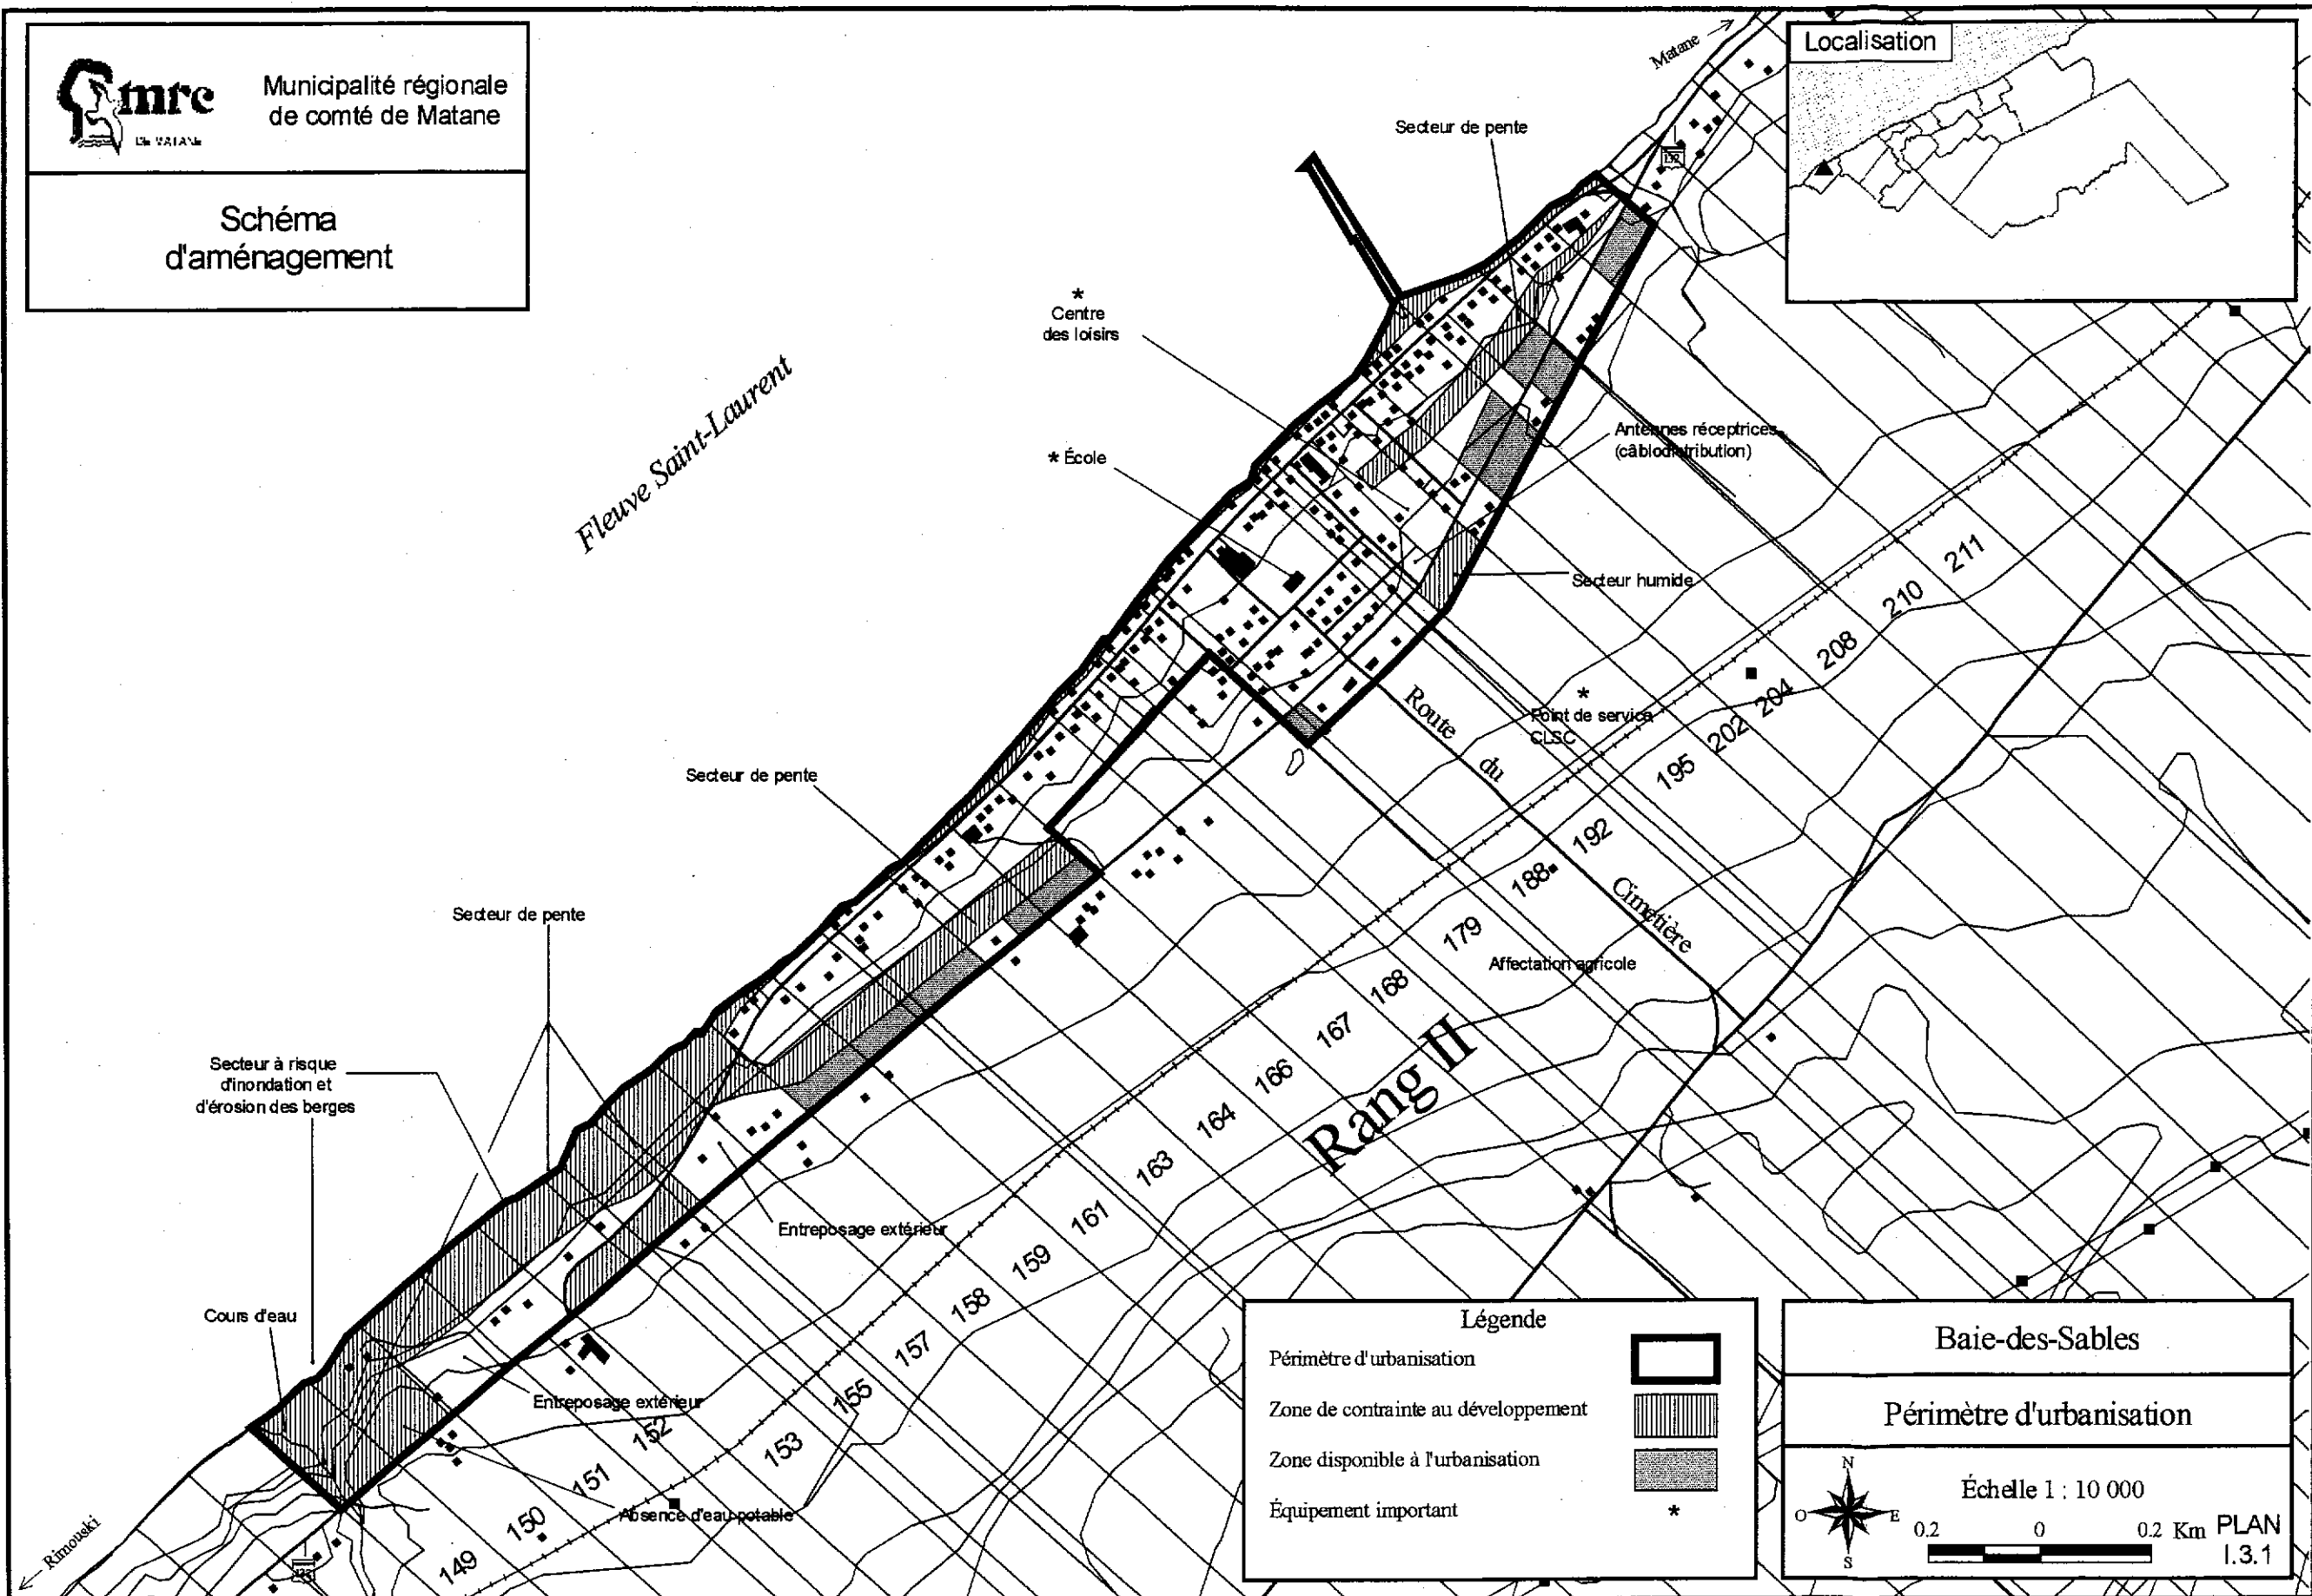 mrc
DE MATANE
Municipalité régionale
de comté de Matane
Schéma
d'aménagement
Localisation
Matane
132
Secteur de pente
* Centre
des loisirs
Fleuve Saint-Laurent
* École
Antennes réceptrices
(câblodistribution)
Secteur humide
* Point de service
CLSC
Route du Cimetière
Secteur de pente
Secteur de pente
Secteur à risque
d'inondation et
d'érosion des berges
Cours d'eau
Entreposage extérieur
Entreposage extérieur
Absence d'eau potable
Affectation agricole
Rang II
149
150
151
152
153
155
157
158
159
161
163
164
166
167
168
179
188
192
195
202
204
208
210
211
Rimouski
132
Légende
Périmètre d'urbanisation
Zone de contrainte au développement
Zone disponible à l'urbanisation
Équipement important *
Baie-des-Sables
Périmètre d'urbanisation
N
O
E
S
Échelle 1 : 10 000
0.2 0 0.2 Km
PLAN
I.3.1